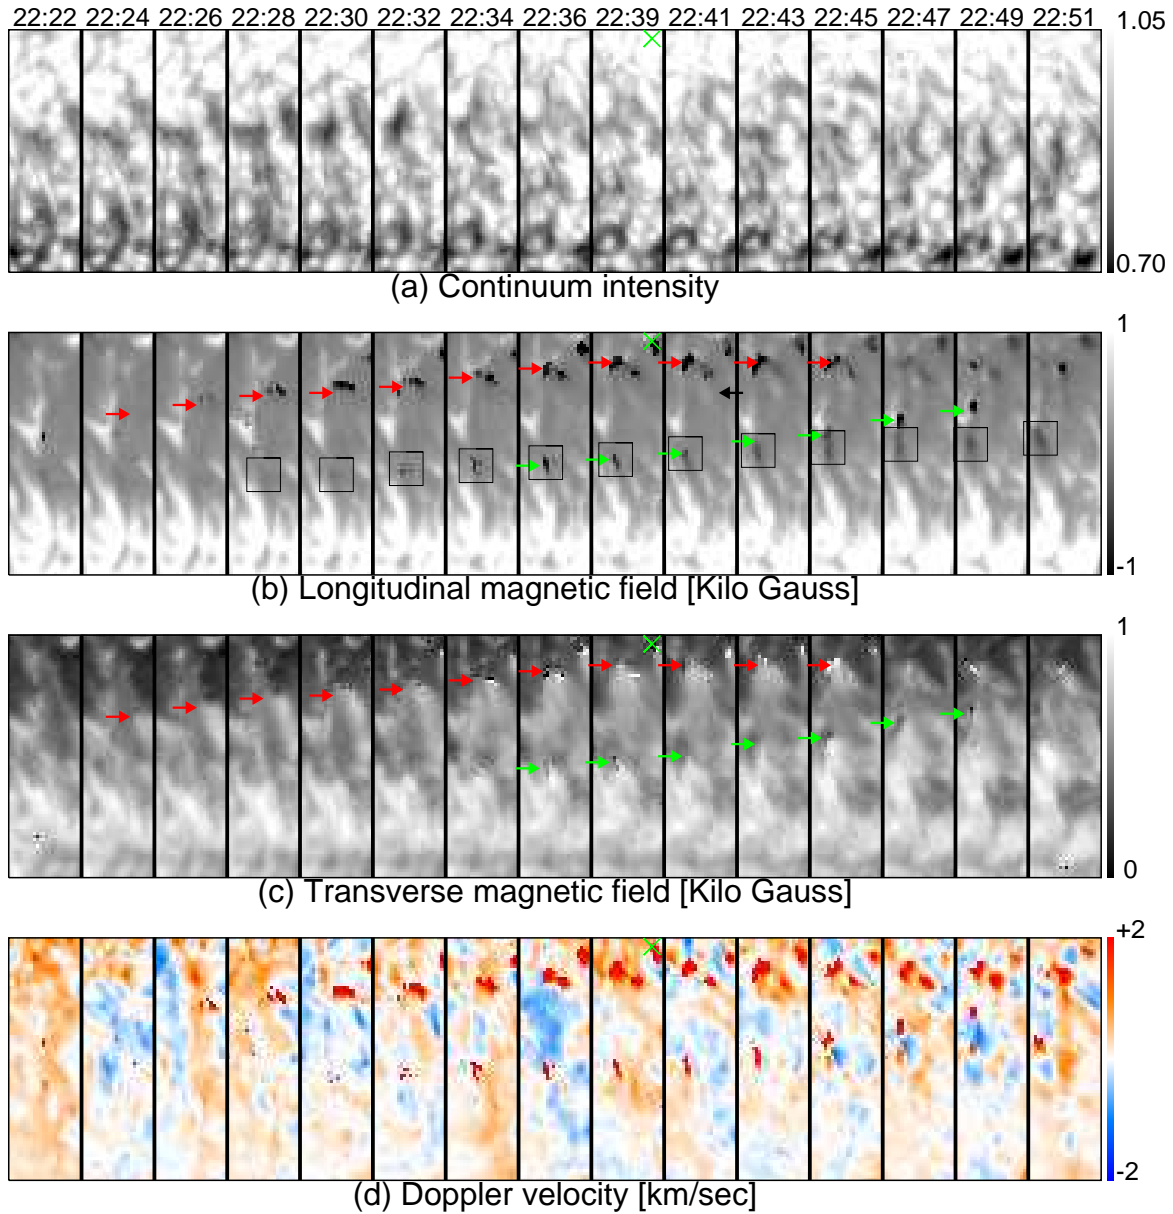 22:22 22:24 22:26 22:28 22:30 22:32 22:34 22:36 22:39 22:41 22:43 22:45 22:47 22:49 22:51
1.05
0.70
(a) Continuum intensity
1
-1
(b) Longitudinal magnetic field [Kilo Gauss]
1
0
(c) Transverse magnetic field [Kilo Gauss]
+2
-2
(d) Doppler velocity [km/sec]